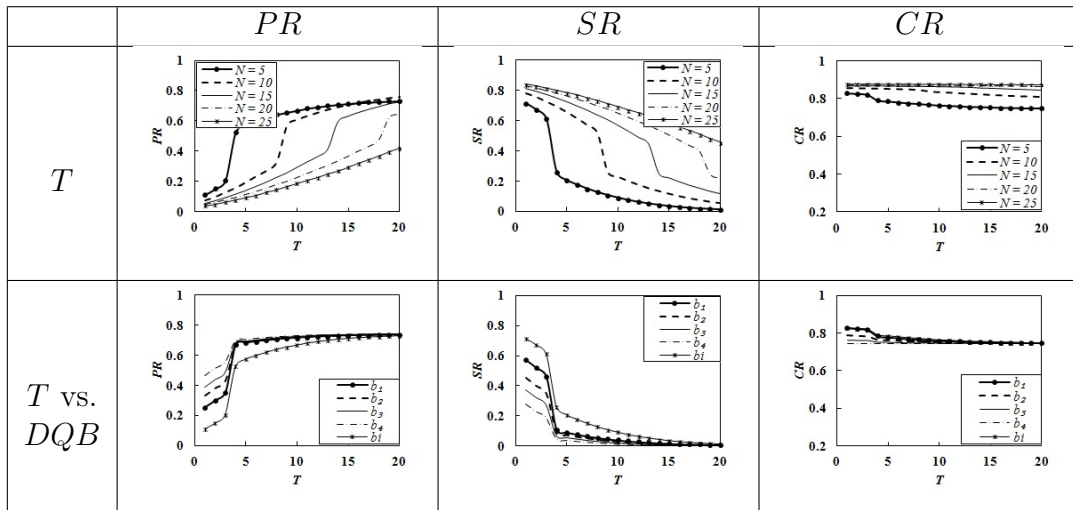 PR SR CR
T
1
0.8
0.6
0.4
0.2
0
PR
0 5 10 15 20
T
N = 5
N = 10
N = 15
N = 20
N = 25
1
0.8
0.6
0.4
0.2
0
SR
0 5 10 15 20
T
N = 5
N = 10
N = 15
N = 20
N = 25
1
0.8
0.6
0.4
0.2
CR
0 5 10 15 20
T
N = 5
N = 10
N = 15
N = 20
N = 25
T vs.
DQB
1
0.8
0.6
0.4
0.2
0
PR
0 5 10 15 20
T
b₁
b₂
b₃
b₄
bi
1
0.8
0.6
0.4
0.2
0
SR
0 5 10 15 20
T
b₁
b₂
b₃
b₄
bi
1
0.8
0.6
0.4
0.2
CR
0 5 10 15 20
T
b₁
b₂
b₃
b₄
bi